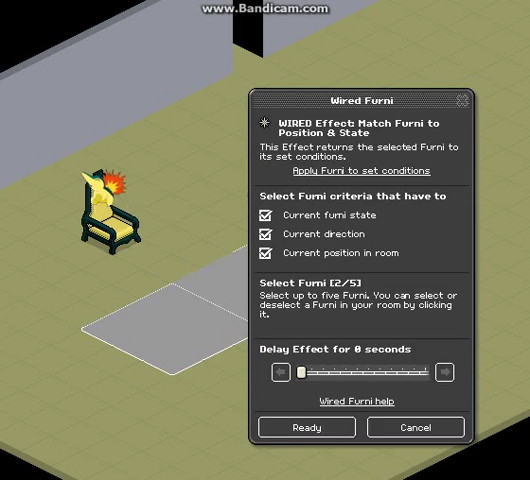 www.Bandicam.com
Wired Furni
WIRED Effect: Match Furni to
Position & State
This Effect returns the selected Furni to
its set conditions.
Apply Furni to set conditions
Select Furni criteria that have to
Current furni state
Current direction
Current position in room
Select Furni [2/5]
Select up to five Furni. You can select or
deselect a Furni in your room by clicking
it.
Delay Effect for 0 seconds
Wired Furni help
Ready
Cancel